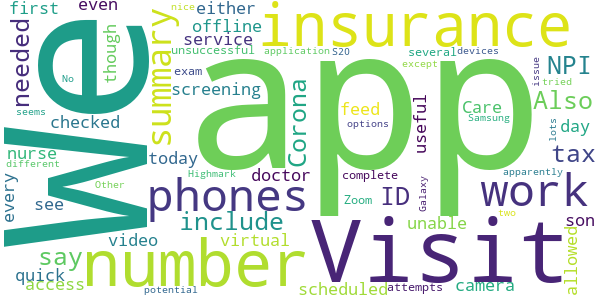 We
app
Visit
insurance
number
phones
work
summary
needed
even
first
though
checked
nurse
different
every
see
say
quick
access
potential
video
today
screening
service
either
offline
unsuccessful
nice
application
exam
No
seems
Other
Highmark
include
virtual
scheduled
doctor
Corona
S20
several
devices
except
feed
options
complete
Zoom
ID
attempts
camera
unable
Galaxy
useful
Care
Samsung
issue
tried
NPI
Also
day
lots
tax
apparently
two
son
allowed